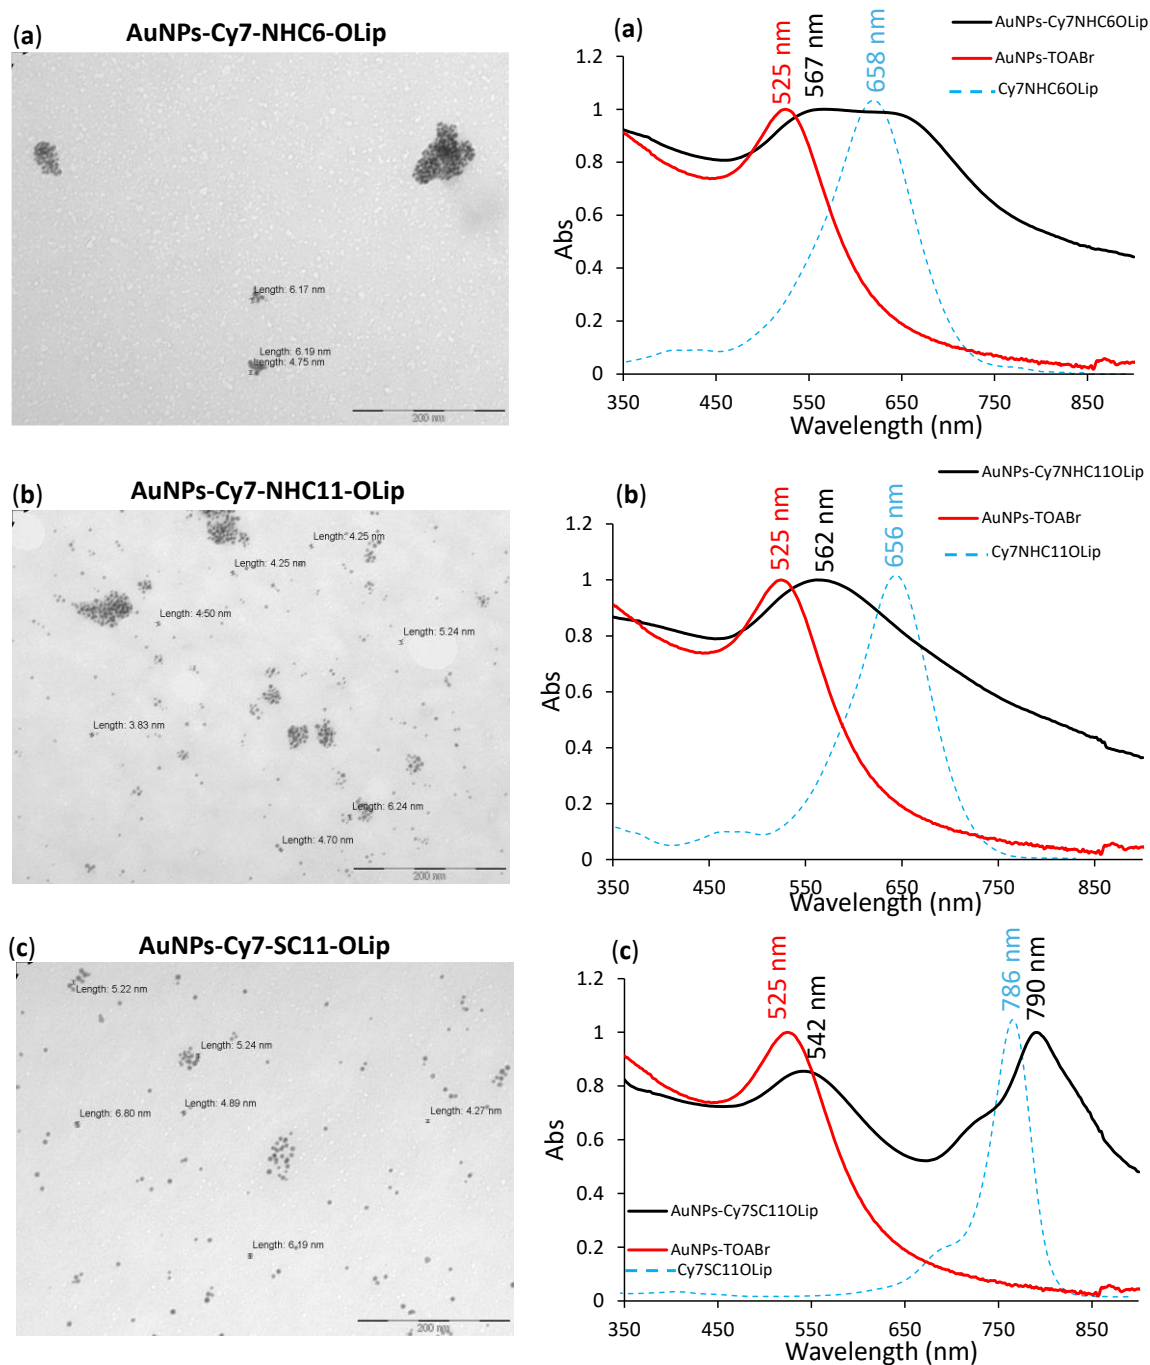 (a)
AuNPs-Cy7-NHC6-OLip
Length: 6.17 nm
Length: 6.19 nm
Length: 4.75 nm
200 nm
(a)
525 nm
567 nm
658 nm
AuNPs-Cy7NHC6OLip
AuNPs-TOABr
Cy7NHC6OLip
1.2
1
0.8
0.6
0.4
0.2
0
Abs
350
450
550
650
750
850
Wavelength (nm)
(b)
AuNPs-Cy7-NHC11-OLip
Length: 4.25 nm
Length: 4.25 nm
Length: 4.50 nm
Length: 5.24 nm
Length: 3.83 nm
Length: 6.24 nm
Length: 4.70 nm
200 nm
(b)
525 nm
562 nm
656 nm
AuNPs-Cy7NHC11OLip
AuNPs-TOABr
Cy7NHC11OLip
1.2
1
0.8
0.6
0.4
0.2
0
Abs
350
450
550
650
750
850
Wavelength (nm)
(c)
AuNPs-Cy7-SC11-OLip
Length: 5.22 nm
Length: 5.24 nm
Length: 4.89 nm
Length: 6.80 nm
Length: 4.27 nm
Length: 6.19 nm
200 nm
(c)
525 nm
542 nm
786 nm
790 nm
1.2
1
0.8
0.6
0.4
0.2
0
Abs
AuNPs-Cy7SC11OLip
AuNPs-TOABr
Cy7SC11OLip
350
450
550
650
750
850
Wavelength (nm)